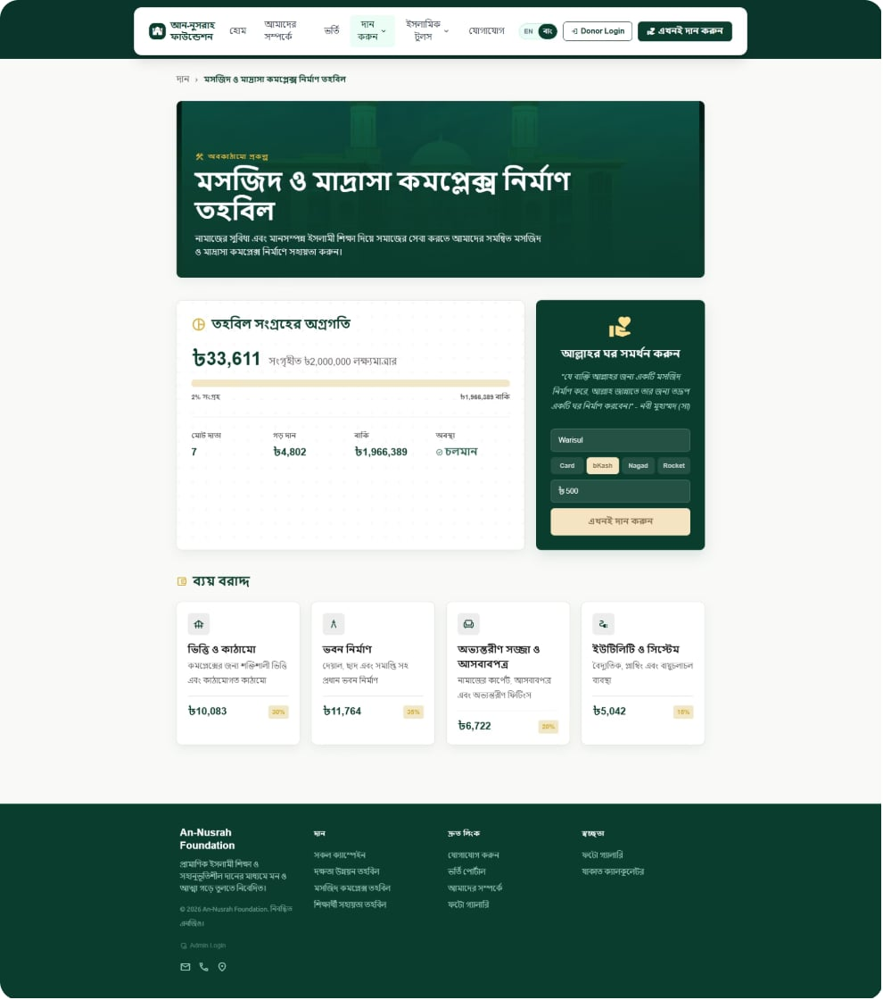 আন-নুসরাহ
ফাউন্ডেশন
হোম
আমাদের
সম্পর্কে
ভর্তি
দান
করুন
ইসলামিক
টুলস
যোগাযোগ
EN
বাং
Donor Login
এখনই দান করুন
দান › মসজিদ ও মাদ্রাসা কমপ্লেক্স নির্মাণ তহবিল
অবকাঠামো প্রকল্প
মসজিদ ও মাদ্রাসা কমপ্লেক্স নির্মাণ
তহবিল
নামাজের সুবিধা এবং মানসম্পন্ন ইসলামী শিক্ষা দিয়ে সমাজের সেবা করতে আমাদের সমন্বিত মসজিদ
ও মাদ্রাসা কমপ্লেক্স নির্মাণে সহায়তা করুন।
তহবিল সংগ্রহের অগ্রগতি
৳33,611 সংগৃহীত ৳2,000,000 লক্ষ্যমাত্রার
2% সংগ্রহ
৳1,966,389 বাকি
মোট দাতা
7
গড় দান
৳4,802
বাকি
৳1,966,389
অবস্থা
চলমান
আল্লাহর ঘর সমর্থন করুন
"যে ব্যক্তি আল্লাহর জন্য একটি মসজিদ
নির্মাণ করে, আল্লাহ জান্নাতে তার জন্য তদ্রূপ
একটি ঘর নির্মাণ করবেন।" - নবী মুহাম্মদ (সা)
Warisul
Card
bKash
Nagad
Rocket
৳ 500
এখনই দান করুন
ব্যয় বরাদ্দ
ভিত্তি ও কাঠামো
কমপ্লেক্সের জন্য শক্তিশালী ভিত্তি
এবং কাঠামোগত কাঠামো
৳10,083
30%
ভবন নির্মাণ
দেয়াল, ছাদ এবং সমাপ্তি সহ
প্রধান ভবন নির্মাণ
৳11,764
35%
অভ্যন্তরীণ সজ্জা ও
আসবাবপত্র
নামাজের কার্পেট, আসবাবপত্র
এবং অভ্যন্তরীণ ফিটিংস
৳6,722
20%
ইউটিলিটি ও সিস্টেম
বৈদ্যুতিক, প্লাম্বিং এবং বায়ুচলাচল
ব্যবস্থা
৳5,042
15%
An-Nusrah
Foundation
প্রামাণিক ইসলামী শিক্ষা ও
সহানুভূতিশীল দানের মাধ্যমে মন ও
আত্মা গড়ে তুলতে নিবেদিত।
© 2026 An-Nusrah Foundation. নিবন্ধিত
এনজিও।
Admin Login
দান
সকল ক্যাম্পেইন
দক্ষতা উন্নয়ন তহবিল
মসজিদ কমপ্লেক্স তহবিল
শিক্ষার্থী সহায়তা তহবিল
দ্রুত লিংক
যোগাযোগ করুন
ভর্তি পোর্টাল
আমাদের সম্পর্কে
ফটো গ্যালারি
স্বচ্ছতা
ফটো গ্যালারি
যাকাত ক্যালকুলেটর